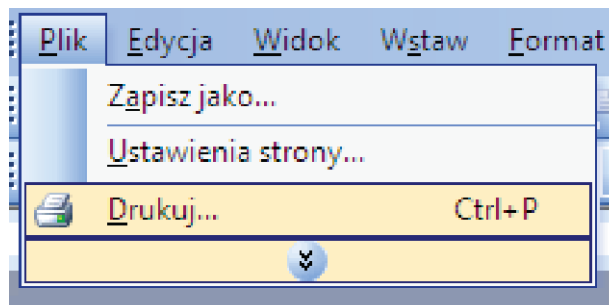 Plik Edycja Widok Wstaw Format
Zapisz jako...
Ustawienia strony...
Drukuj... Ctrl+P